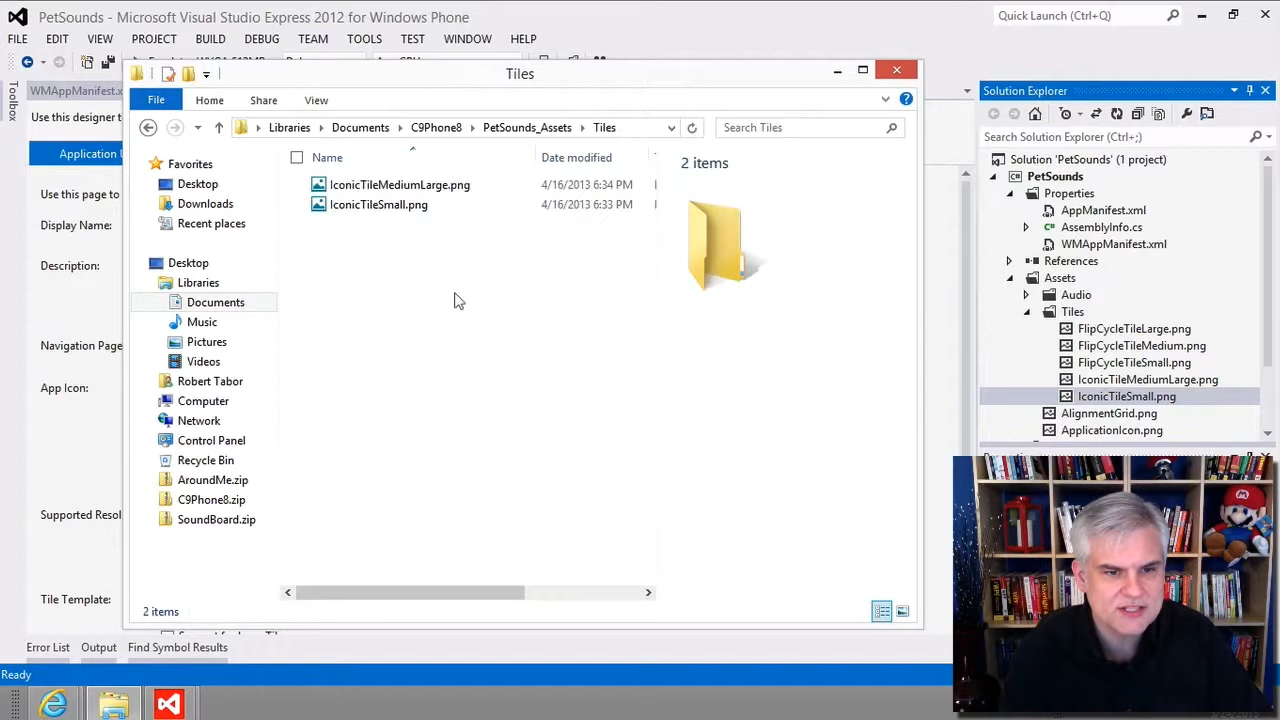 PetSounds - Microsoft Visual Studio Express 2012 for Windows Phone
Quick Launch (Ctrl+Q)
FILE EDIT VIEW PROJECT BUILD DEBUG TEAM TOOLS TEST WINDOW HELP
Toolbox
WMAppManifest.x
Use this designer to
Application U
Use this page to
Display Name:
Description:
Navigation Page
App Icon:
Supported Resol
Tile Template:
Tiles
File Home Share View
Libraries Documents C9Phone8 PetSounds_Assets Tiles
Search Tiles
Favorites
Desktop
Downloads
Recent places
Desktop
Libraries
Documents
Music
Pictures
Videos
Robert Tabor
Computer
Network
Control Panel
Recycle Bin
AroundMe.zip
C9Phone8.zip
SoundBoard.zip
Name Date modified
IconicTileMediumLarge.png 4/16/2013 6:34 PM
IconicTileSmall.png 4/16/2013 6:33 PM
2 items
2 items
Solution Explorer
Search Solution Explorer (Ctrl+;)
Solution 'PetSounds' (1 project)
PetSounds
Properties
AppManifest.xml
AssemblyInfo.cs
WMAppManifest.xml
References
Assets
Audio
Tiles
FlipCycleTileLarge.png
FlipCycleTileMedium.png
FlipCycleTileSmall.png
IconicTileMediumLarge.png
IconicTileSmall.png
AlignmentGrid.png
ApplicationIcon.png
Error List Output Find Symbol Results
Ready